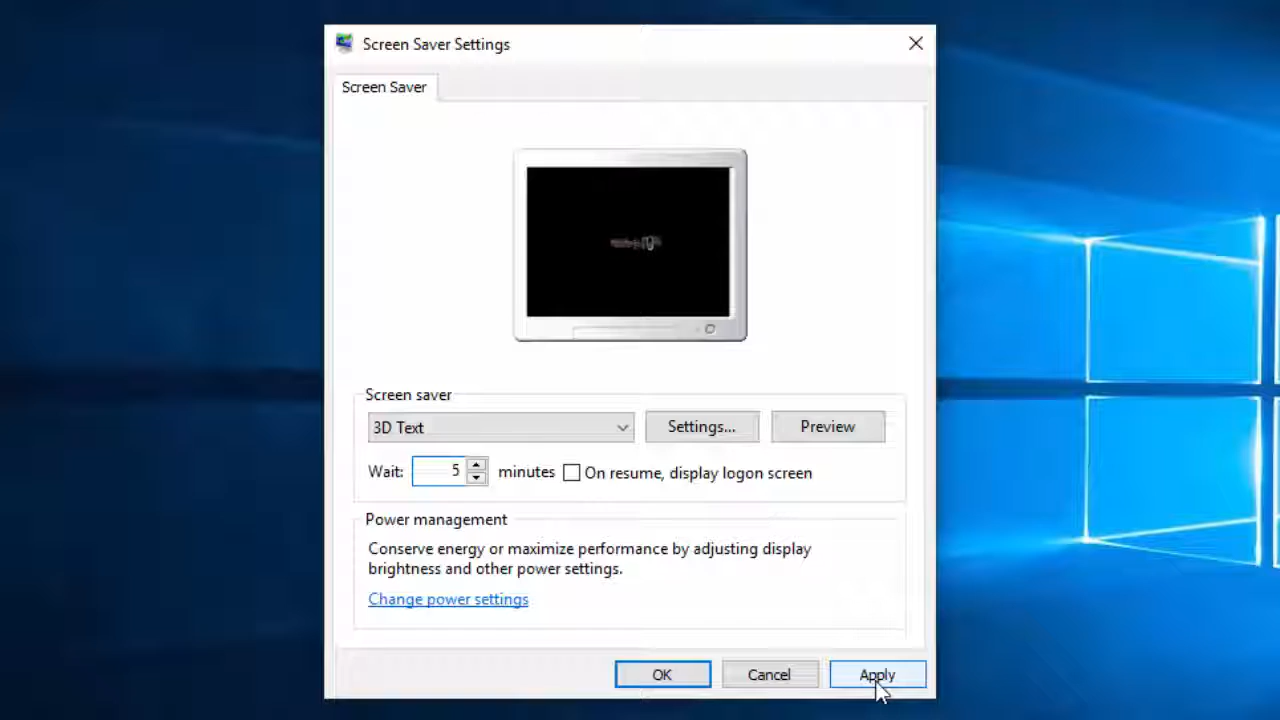 Screen Saver Settings
Screen Saver
Screen saver
3D Text
Settings...
Preview
Wait: 5 minutes On resume, display logon screen
Power management
Conserve energy or maximize performance by adjusting display
brightness and other power settings.
Change power settings
OK Cancel Apply